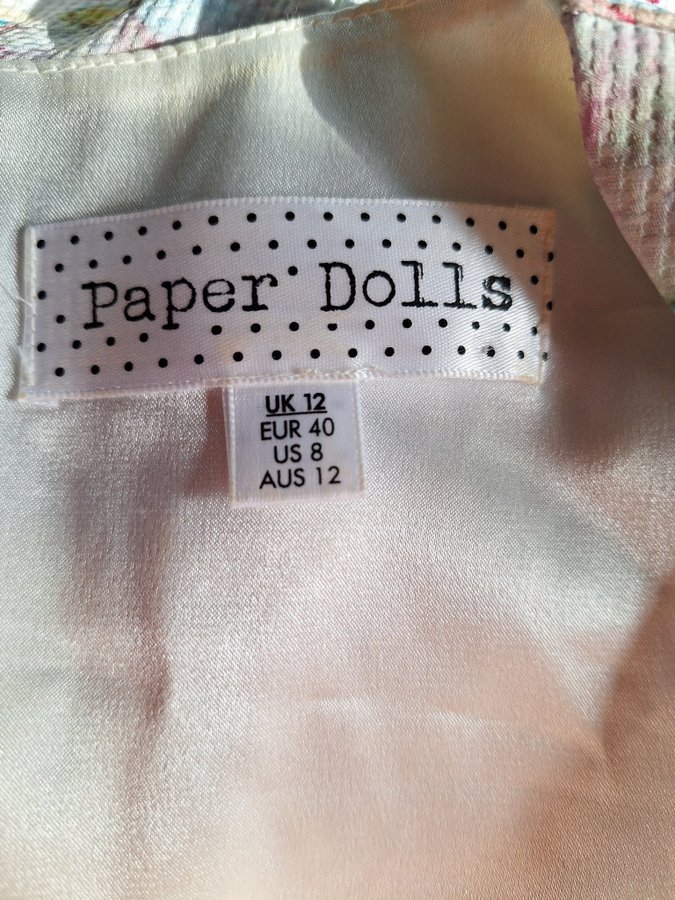 Paper Dolls
UK 12
EUR 40
US 8
AUS 12